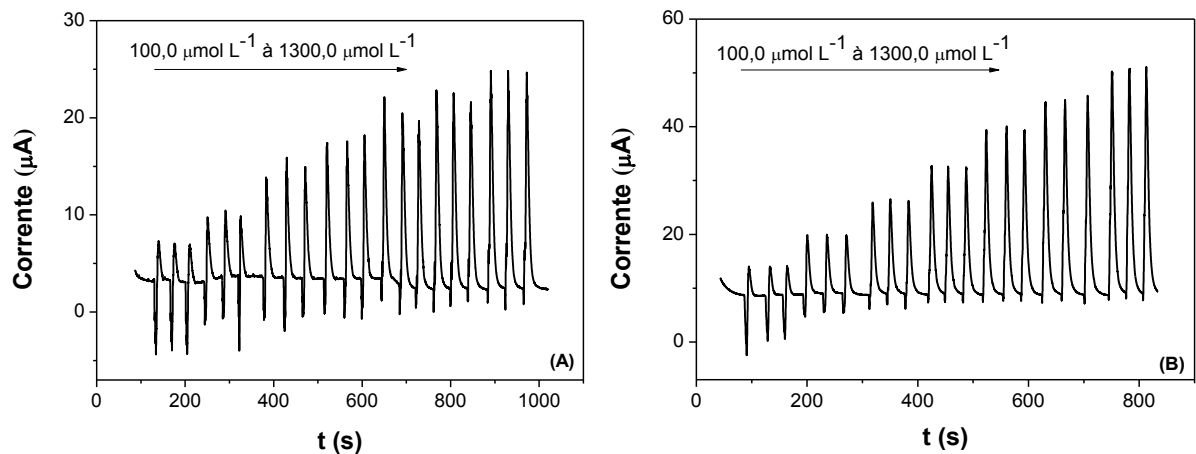 30
20
10
0
Corrente (µA)
100,0 µmol L⁻¹ à 1300,0 µmol L⁻¹
(A)
0 200 400 600 800 1000
t (s)
60
40
20
0
Corrente (µA)
100,0 µmol L⁻¹ à 1300,0 µmol L⁻¹
(B)
0 200 400 600 800
t (s)